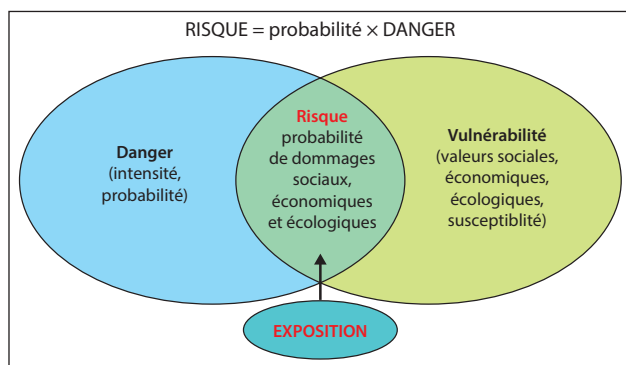 RISQUE = probabilité × DANGER
Danger
(intensité,
probabilité)
Risque
probabilité
de dommages
sociaux,
économiques
et écologiques
Vulnérabilité
(valeurs sociales,
économiques,
écologiques,
susceptiblité)
EXPOSITION